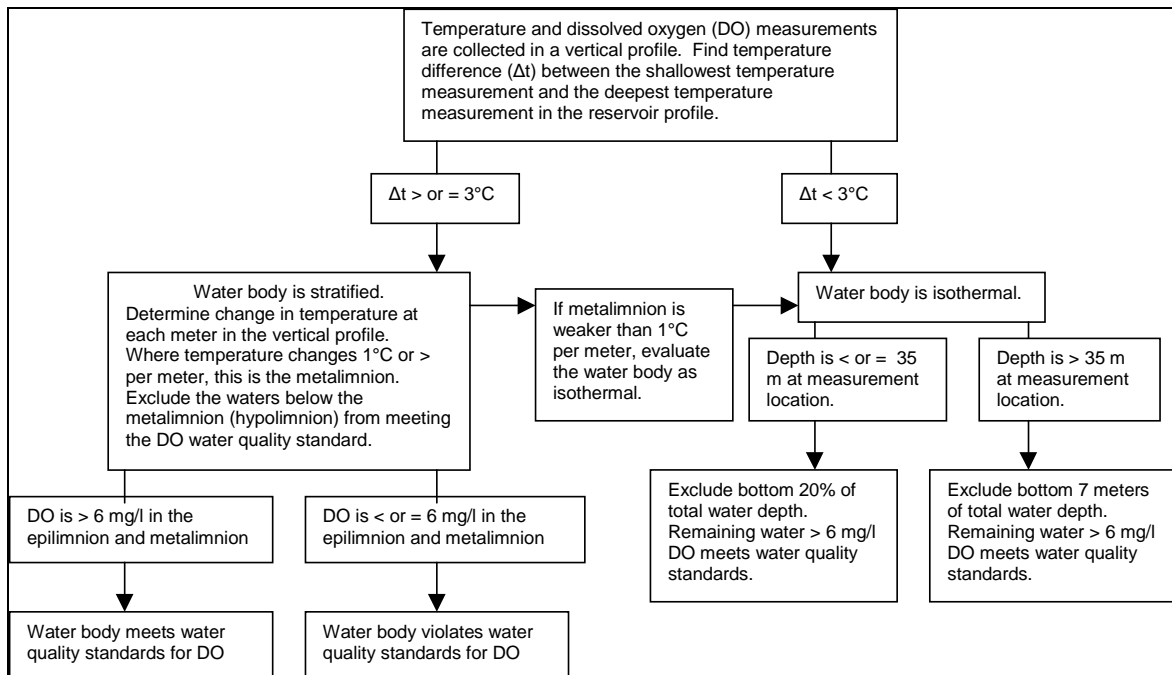 Temperature and dissolved oxygen (DO) measurements
are collected in a vertical profile.  Find temperature
difference (Δt) between the shallowest temperature
measurement and the deepest temperature
measurement in the reservoir profile.
Δt > or = 3°C
Δt < 3°C
Water body is stratified.
Determine change in temperature at
each meter in the vertical profile.
Where temperature changes 1°C or >
per meter, this is the metalimnion.
Exclude the waters below the
metalimnion (hypolimnion) from meeting
the DO water quality standard.
If metalimnion is
weaker than 1°C
per meter, evaluate
the water body as
isothermal.
Water body is isothermal.
Depth is < or =  35
m at measurement
location.
Depth is > 35 m
at measurement
location.
Exclude bottom 20% of
total water depth.
Remaining water > 6 mg/l
DO meets water quality
standards.
Exclude bottom 7 meters
of total water depth.
Remaining water > 6 mg/l
DO meets water quality
standards.
DO is > 6 mg/l in the
epilimnion and metalimnion
DO is < or = 6 mg/l in the
epilimnion and metalimnion
Water body meets water
quality standards for DO
Water body violates water
quality standards for DO